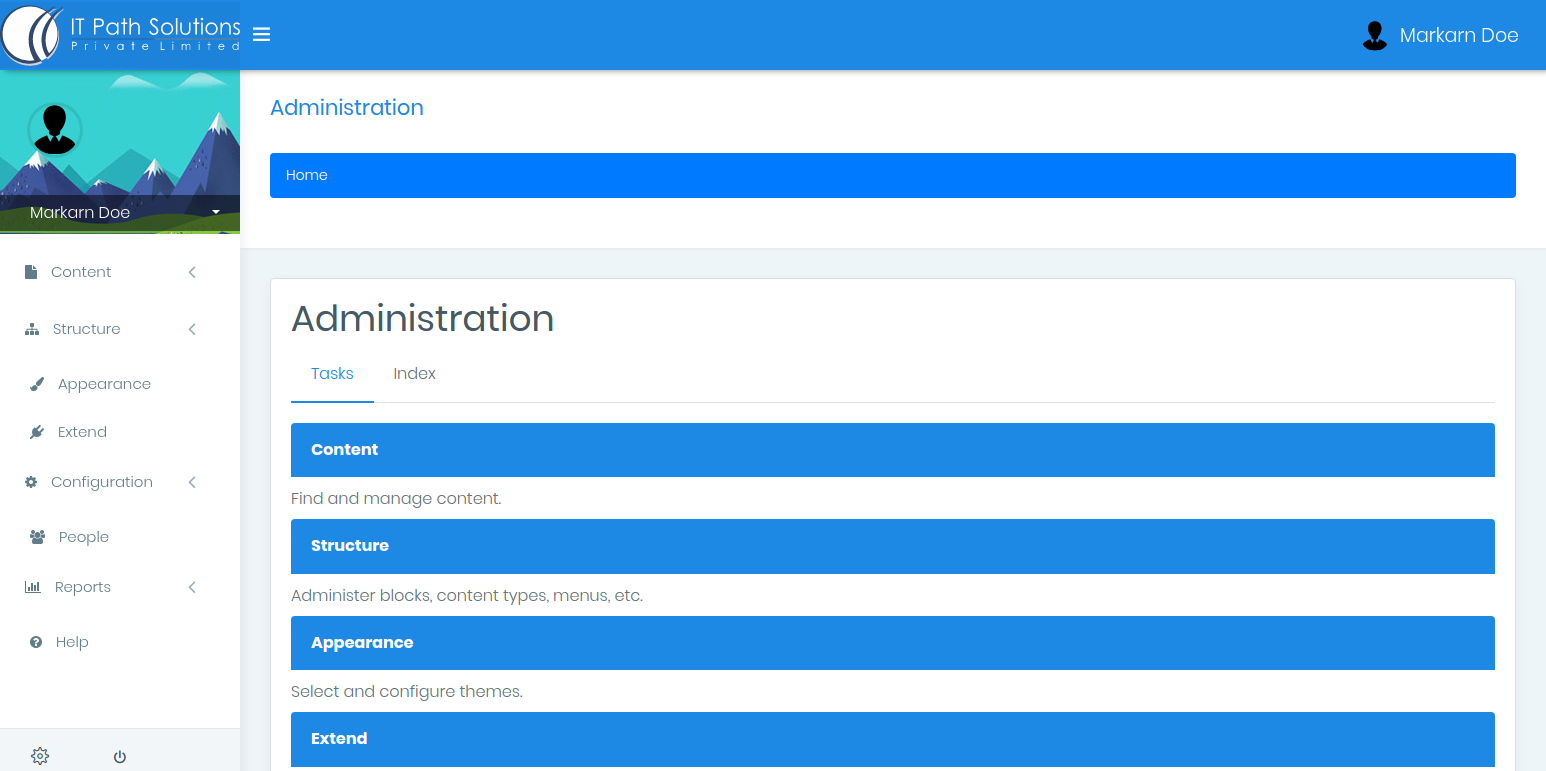 IT Path Solutions
Private Limited
Markarn Doe
Markarn Doe
Content
Structure
Appearance
Extend
Configuration
People
Reports
Help
Administration
Home
Administration
Tasks Index
Content
Find and manage content.
Structure
Administer blocks, content types, menus, etc.
Appearance
Select and configure themes.
Extend